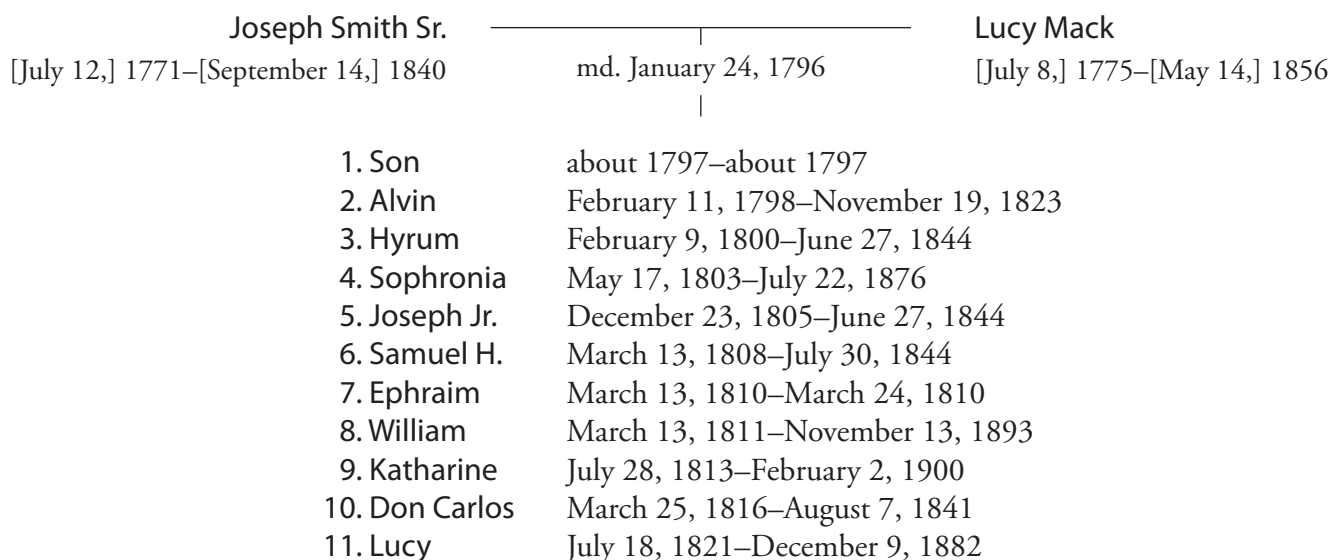 Joseph Smith Sr. Lucy Mack
[July 12,] 1771–[September 14,] 1840 md. January 24, 1796 [July 8,] 1775–[May 14,] 1856
1. Son about 1797–about 1797
2. Alvin February 11, 1798–November 19, 1823
3. Hyrum February 9, 1800–June 27, 1844
4. Sophronia May 17, 1803–July 22, 1876
5. Joseph Jr. December 23, 1805–June 27, 1844
6. Samuel H. March 13, 1808–July 30, 1844
7. Ephraim March 13, 1810–March 24, 1810
8. William March 13, 1811–November 13, 1893
9. Katharine July 28, 1813–February 2, 1900
10. Don Carlos March 25, 1816–August 7, 1841
11. Lucy July 18, 1821–December 9, 1882